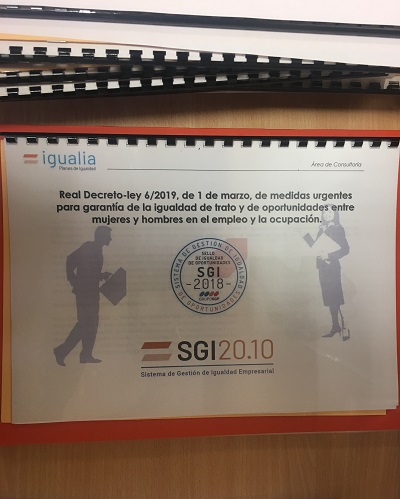 igualia
Planes de Igualdad
Área de Consultoría
Real Decreto-ley 6/2019, de 1 de marzo, de medidas urgentes
para garantía de la igualdad de trato y de oportunidades entre
mujeres y hombres en el empleo y la ocupación.
SISTEMA DE GESTIÓN DE IGUALDAD
DE OPORTUNIDADES
SELLO
DE IGUALDAD
DE OPORTUNIDADES
SGI
-2018-
SGI20.10
Sistema de Gestión de Igualdad Empresarial